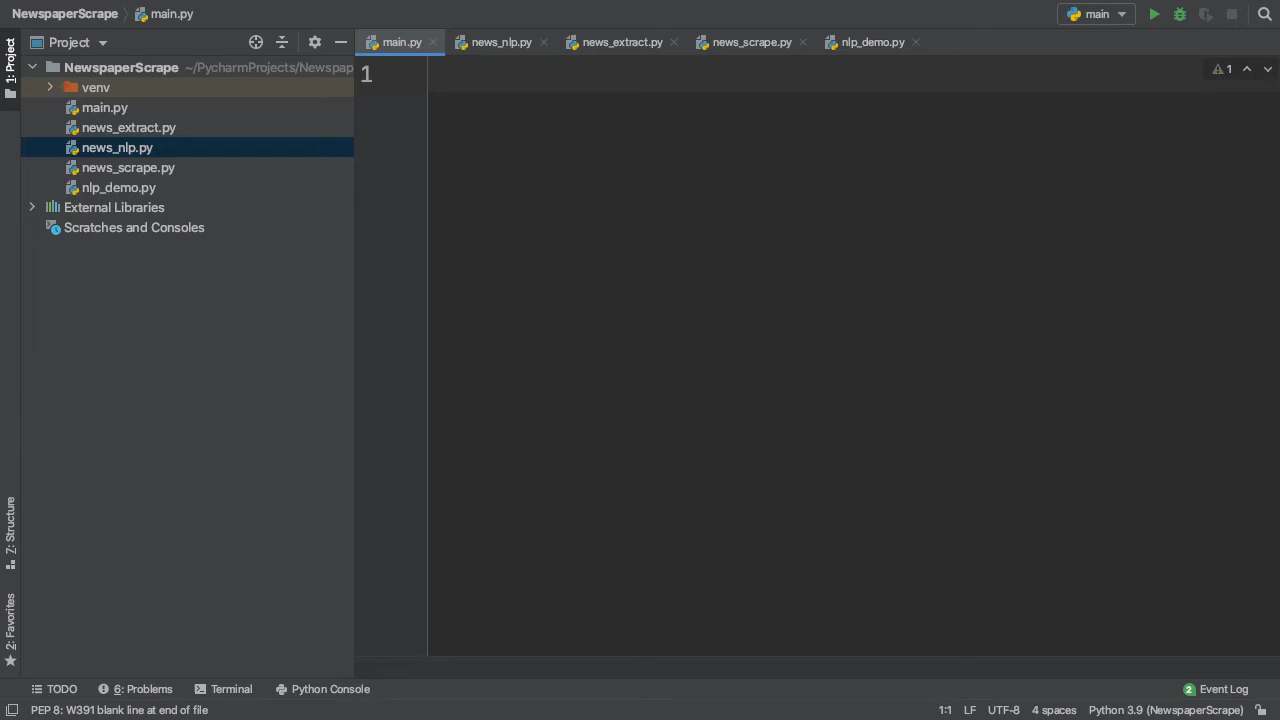 NewspaperScrape main.py
main
1: Project
Project
main.py news_nlp.py news_extract.py news_scrape.py nlp_demo.py
NewspaperScrape ~/PycharmProjects/Newspap
1
1
venv
main.py
news_extract.py
news_nlp.py
news_scrape.py
nlp_demo.py
External Libraries
Scratches and Consoles
Z: Structure
2: Favorites
TODO 6: Problems Terminal Python Console 2 Event Log
PEP 8: W391 blank line at end of file 1:1 LF UTF-8 4 spaces Python 3.9 (NewspaperScrape)